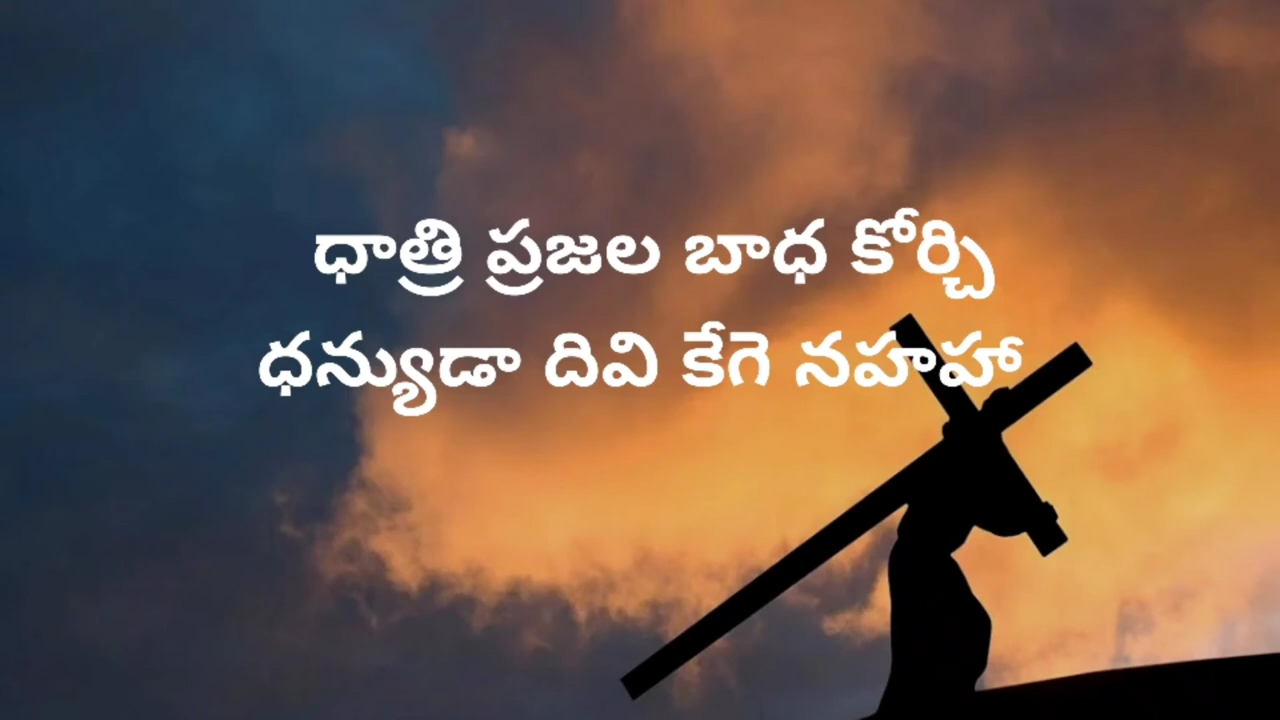 ధాత్రి ప్రజల బాధ కోర్చి
ధన్యుడా దివి కేగె నహహా